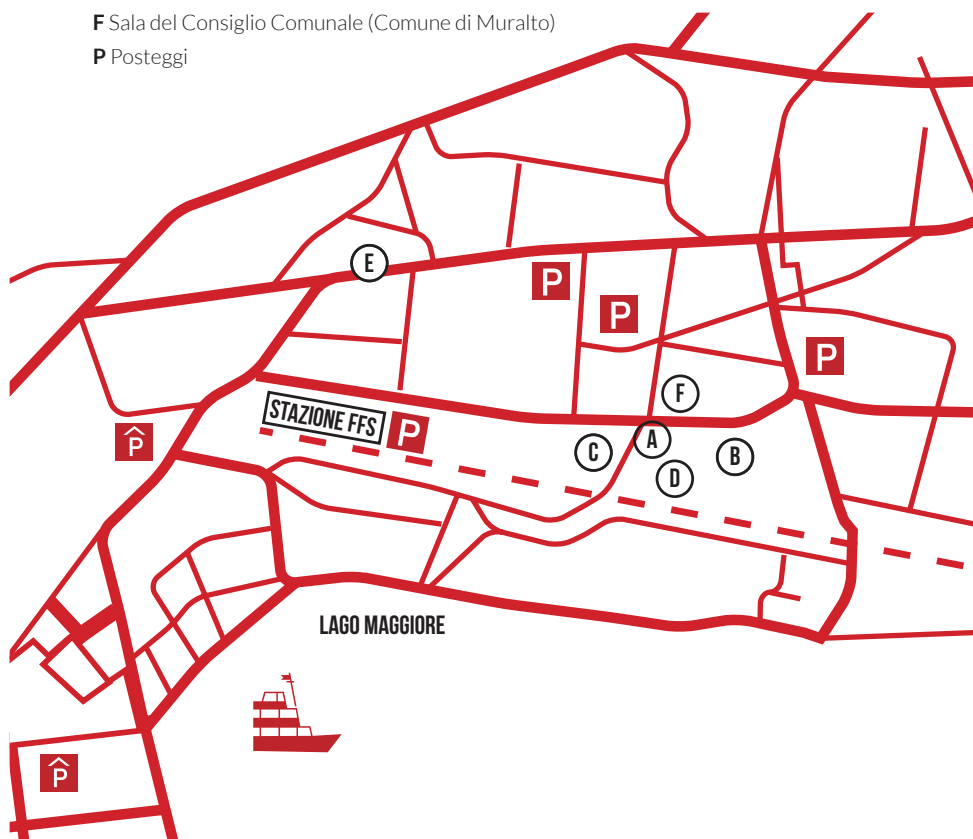 F Sala del Consiglio Comunale (Comune di Muralto)
P Posteggi
E
P
P
P
F
STAZIONE FFS
P
P
A
C
B
D
LAGO MAGGIORE
P